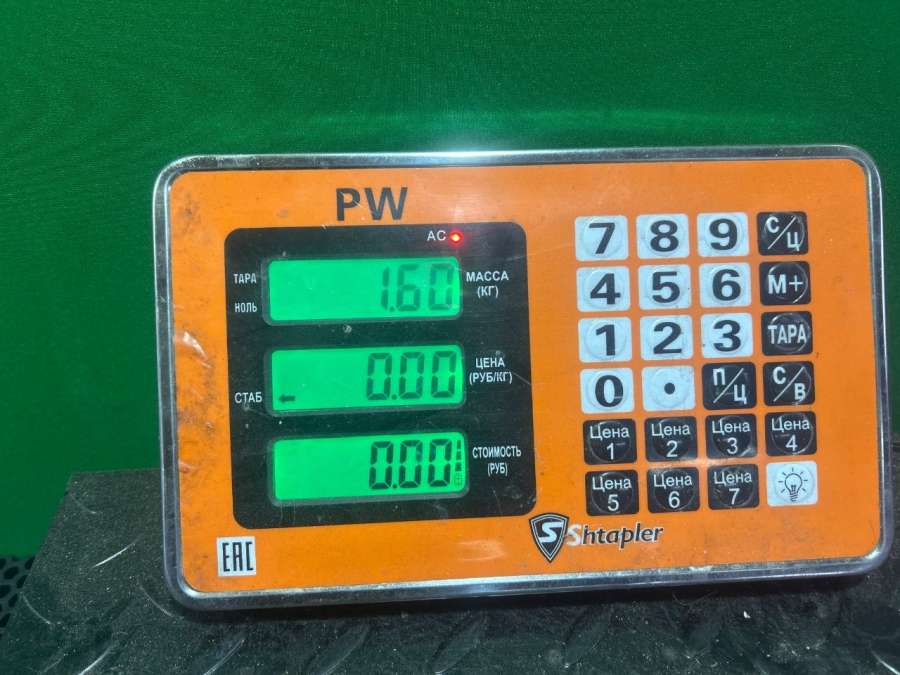 PW
AC
ТАРА
НОЛЬ
1.60
МАССА
(КГ)
СТАБ
0.00
ЦЕНА
(РУБ/КГ)
0.00
СТОИМОСТЬ
(РУБ)
7 8 9 С/Ц
4 5 6 М+
1 2 3 ТАРА
0 . П/Ц С/В
Цена 1 Цена 2 Цена 3 Цена 4
Цена 5 Цена 6 Цена 7
EAC
S Shtapler